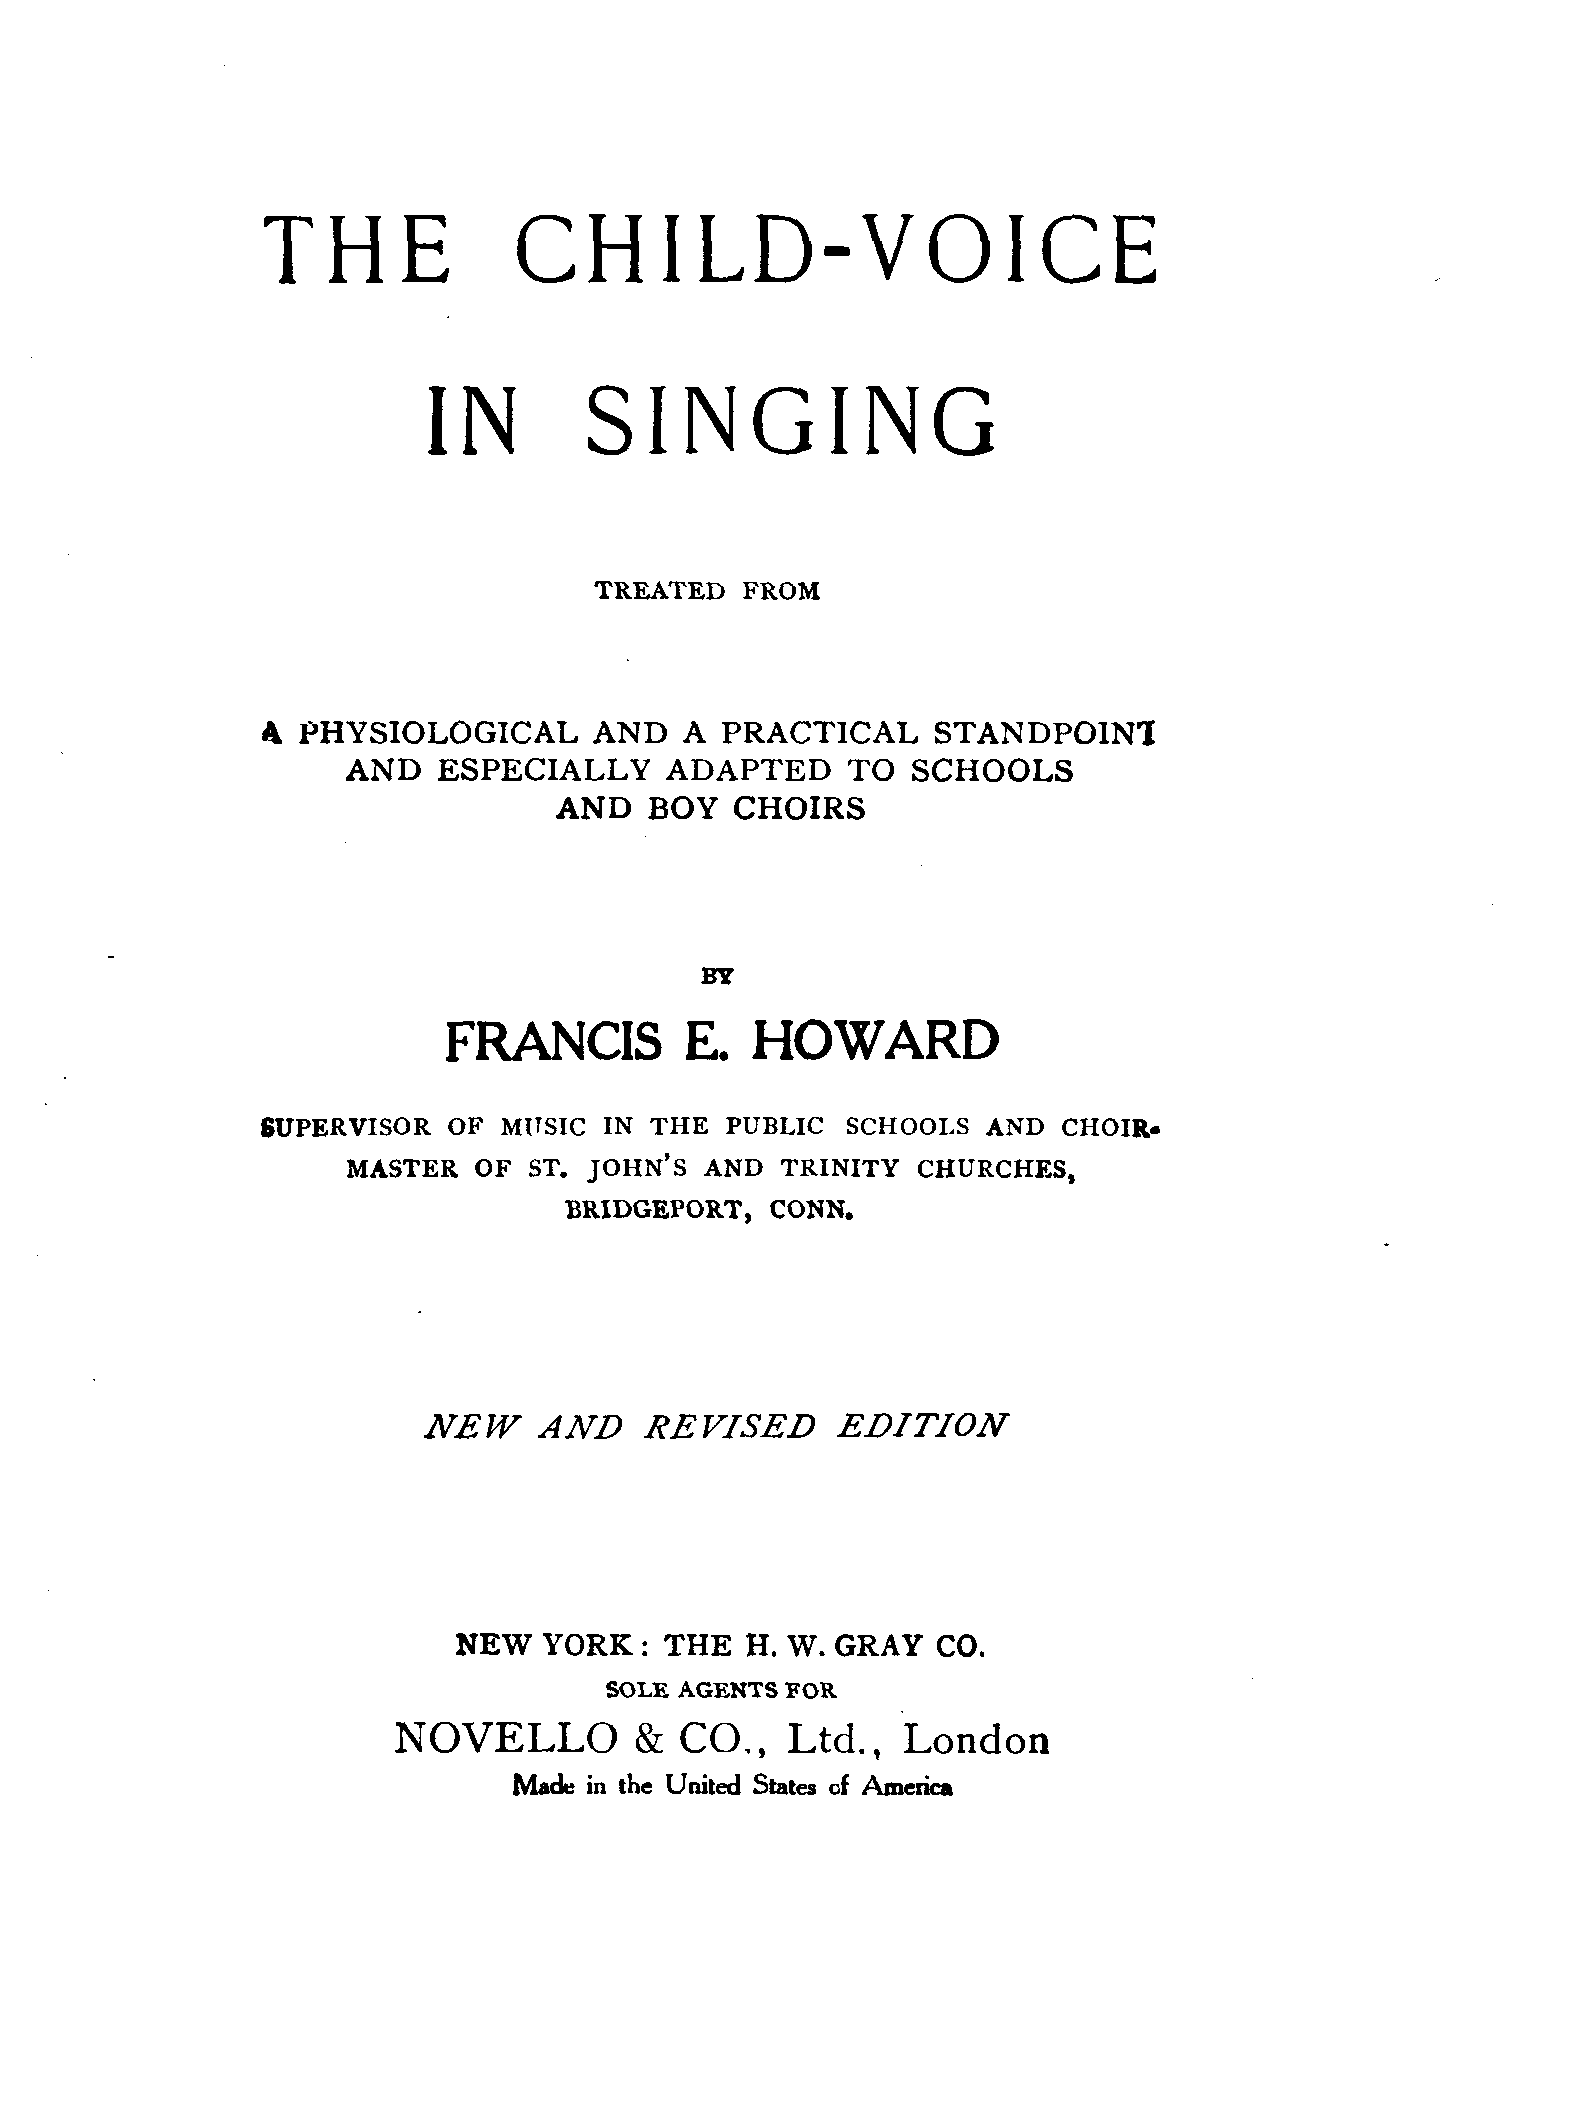 THE CHILD-VOICE
IN SINGING
TREATED FROM
A PHYSIOLOGICAL AND A PRACTICAL STANDPOINT
AND ESPECIALLY ADAPTED TO SCHOOLS
AND BOY CHOIRS
BY
FRANCIS E. HOWARD
SUPERVISOR OF MUSIC IN THE PUBLIC SCHOOLS AND CHOIR-
MASTER OF ST. JOHN'S AND TRINITY CHURCHES,
BRIDGEPORT, CONN.
NEW AND REVISED EDITION
NEW YORK: THE H. W. GRAY CO.
SOLE AGENTS FOR
NOVELLO & CO., Ltd., London
Made in the United States of America